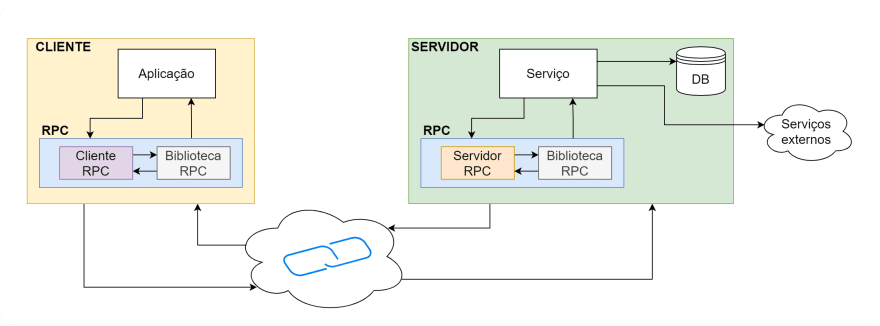 CLIENTE
Aplicação
RPC
Cliente
RPC
Biblioteca
RPC
SERVIDOR
Serviço
DB
RPC
Servidor
RPC
Biblioteca
RPC
Serviços
externos